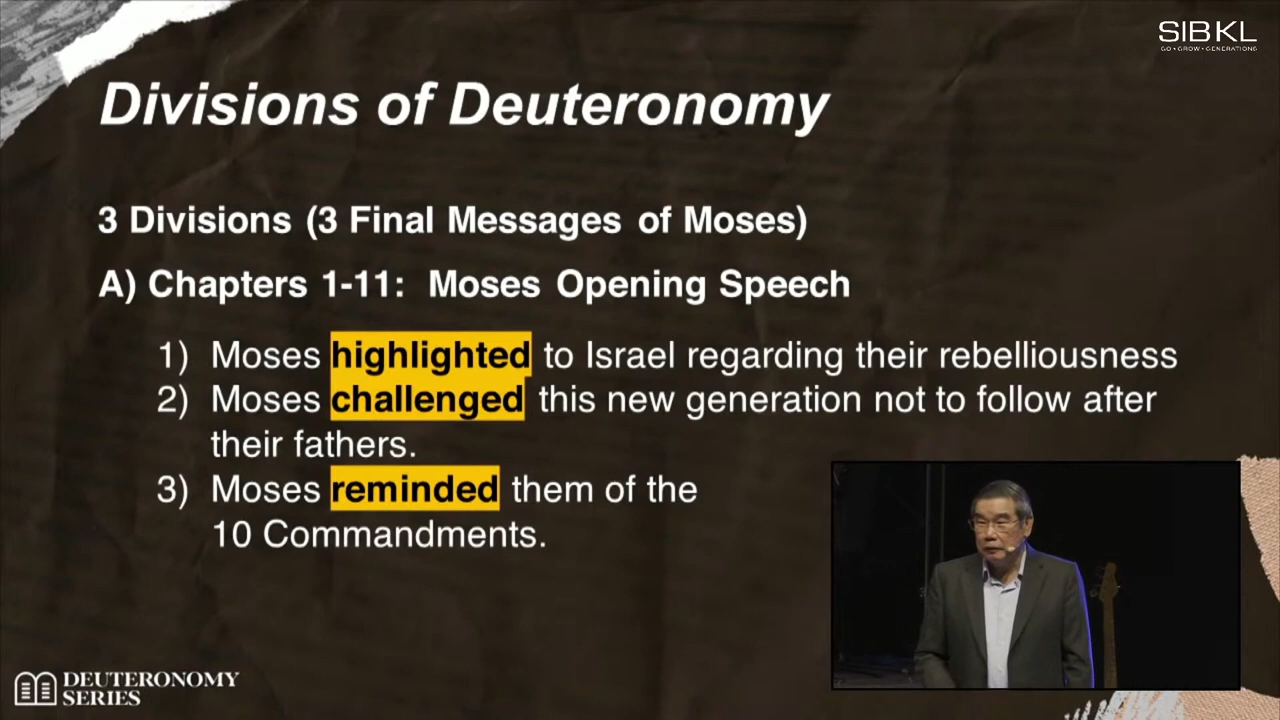 SIBKL
GO • GROW • GENERATIONS
Divisions of Deuteronomy
3 Divisions (3 Final Messages of Moses)
A) Chapters 1-11: Moses Opening Speech
1) Moses highlighted to Israel regarding their rebelliousness
2) Moses challenged this new generation not to follow after
their fathers.
3) Moses reminded them of the
10 Commandments.
DEUTERONOMY
SERIES